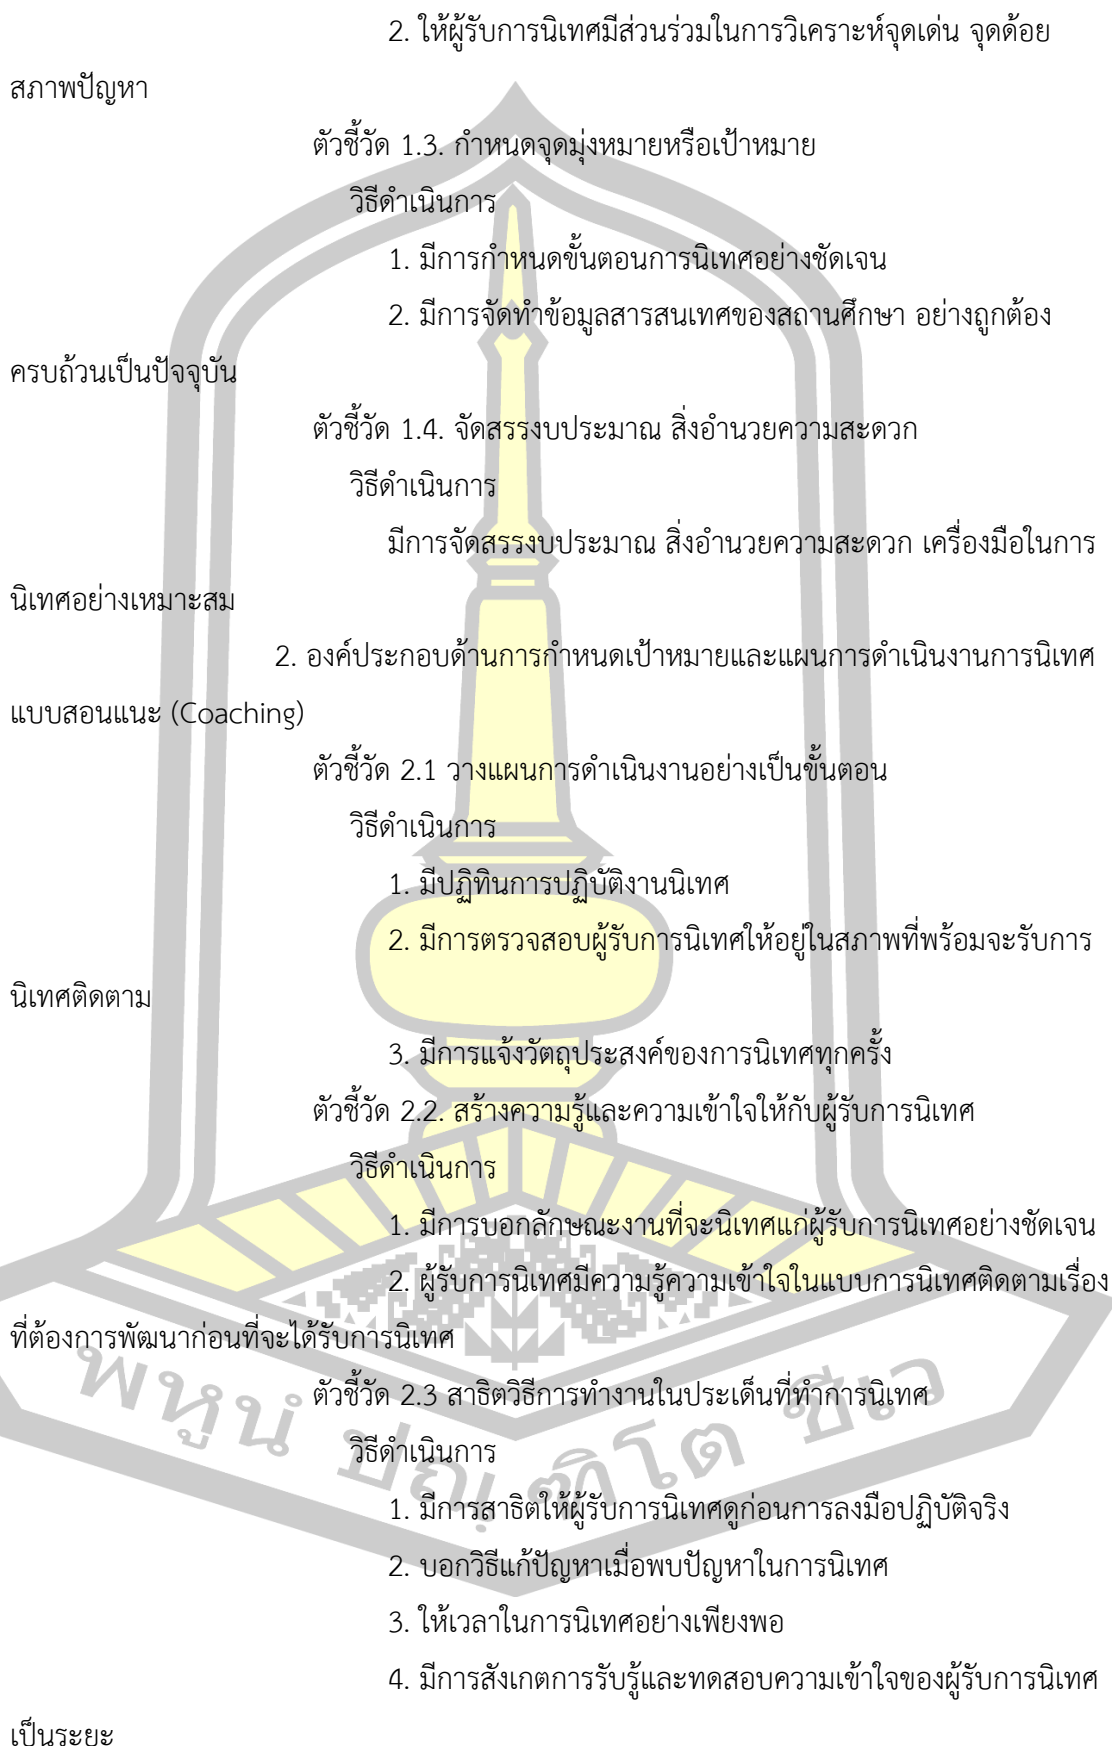 2. ให้ผู้รับการนิเทศมีส่วนร่วมในการวิเคราะห์จุดเด่น จุดด้อย
สภาพปัญหา
ตัวชี้วัด 1.3. กำหนดจุดมุ่งหมายหรือเป้าหมาย
วิธีดำเนินการ
1. มีการกำหนดขั้นตอนการนิเทศอย่างชัดเจน
2. มีการจัดทำข้อมูลสารสนเทศของสถานศึกษา อย่างถูกต้อง
ครบถ้วนเป็นปัจจุบัน
ตัวชี้วัด 1.4. จัดสรรงบประมาณ สิ่งอำนวยความสะดวก
วิธีดำเนินการ
มีการจัดสรรงบประมาณ สิ่งอำนวยความสะดวก เครื่องมือในการ
นิเทศอย่างเหมาะสม
2. องค์ประกอบด้านการกำหนดเป้าหมายและแผนการดำเนินงานการนิเทศ
แบบสอนแนะ (Coaching)
ตัวชี้วัด 2.1 วางแผนการดำเนินงานอย่างเป็นขั้นตอน
วิธีดำเนินการ
1. มีปฏิทินการปฏิบัติงานนิเทศ
2. มีการตรวจสอบผู้รับการนิเทศให้อยู่ในสภาพที่พร้อมจะรับการ
นิเทศติดตาม
3. มีการแจ้งวัตถุประสงค์ของการนิเทศทุกครั้ง
ตัวชี้วัด 2.2. สร้างความรู้และความเข้าใจให้กับผู้รับการนิเทศ
วิธีดำเนินการ
1. มีการบอกลักษณะงานที่จะนิเทศแก่ผู้รับการนิเทศอย่างชัดเจน
2. ผู้รับการนิเทศมีความรู้ความเข้าใจในแบบการนิเทศติดตามเรื่อง
ที่ต้องการพัฒนาก่อนที่จะได้รับการนิเทศ
ตัวชี้วัด 2.3 สาธิตวิธีการทำงานในประเด็นที่ทำการนิเทศ
พหูนํ ปณฺฑิโต ชีเว
วิธีดำเนินการ
1. มีการสาธิตให้ผู้รับการนิเทศดูก่อนการลงมือปฏิบัติจริง
2. บอกวิธีแก้ปัญหาเมื่อพบปัญหาในการนิเทศ
3. ให้เวลาในการนิเทศอย่างเพียงพอ
4. มีการสังเกตการรับรู้และทดสอบความเข้าใจของผู้รับการนิเทศ
เป็นระยะ